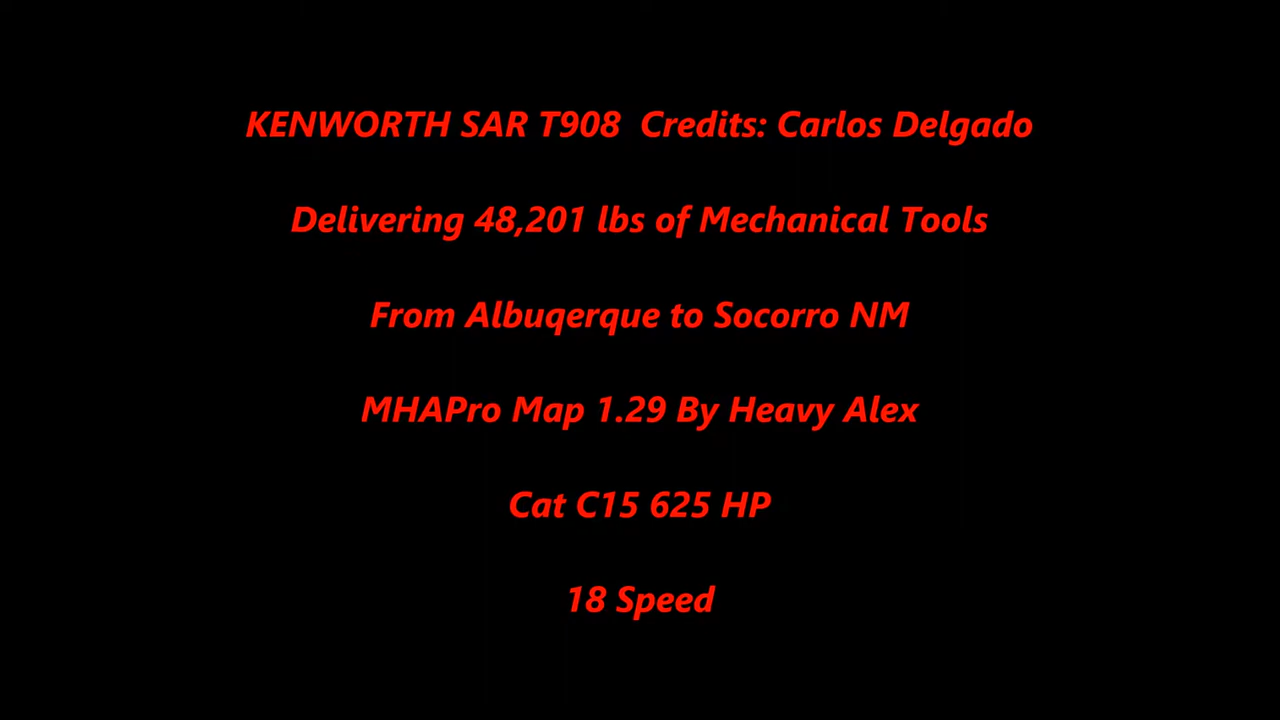 KENWORTH SAR T908  Credits: Carlos Delgado
Delivering 48,201 lbs of Mechanical Tools
From Albuqerque to Socorro NM
MHAPro Map 1.29 By Heavy Alex
Cat C15 625 HP
18 Speed